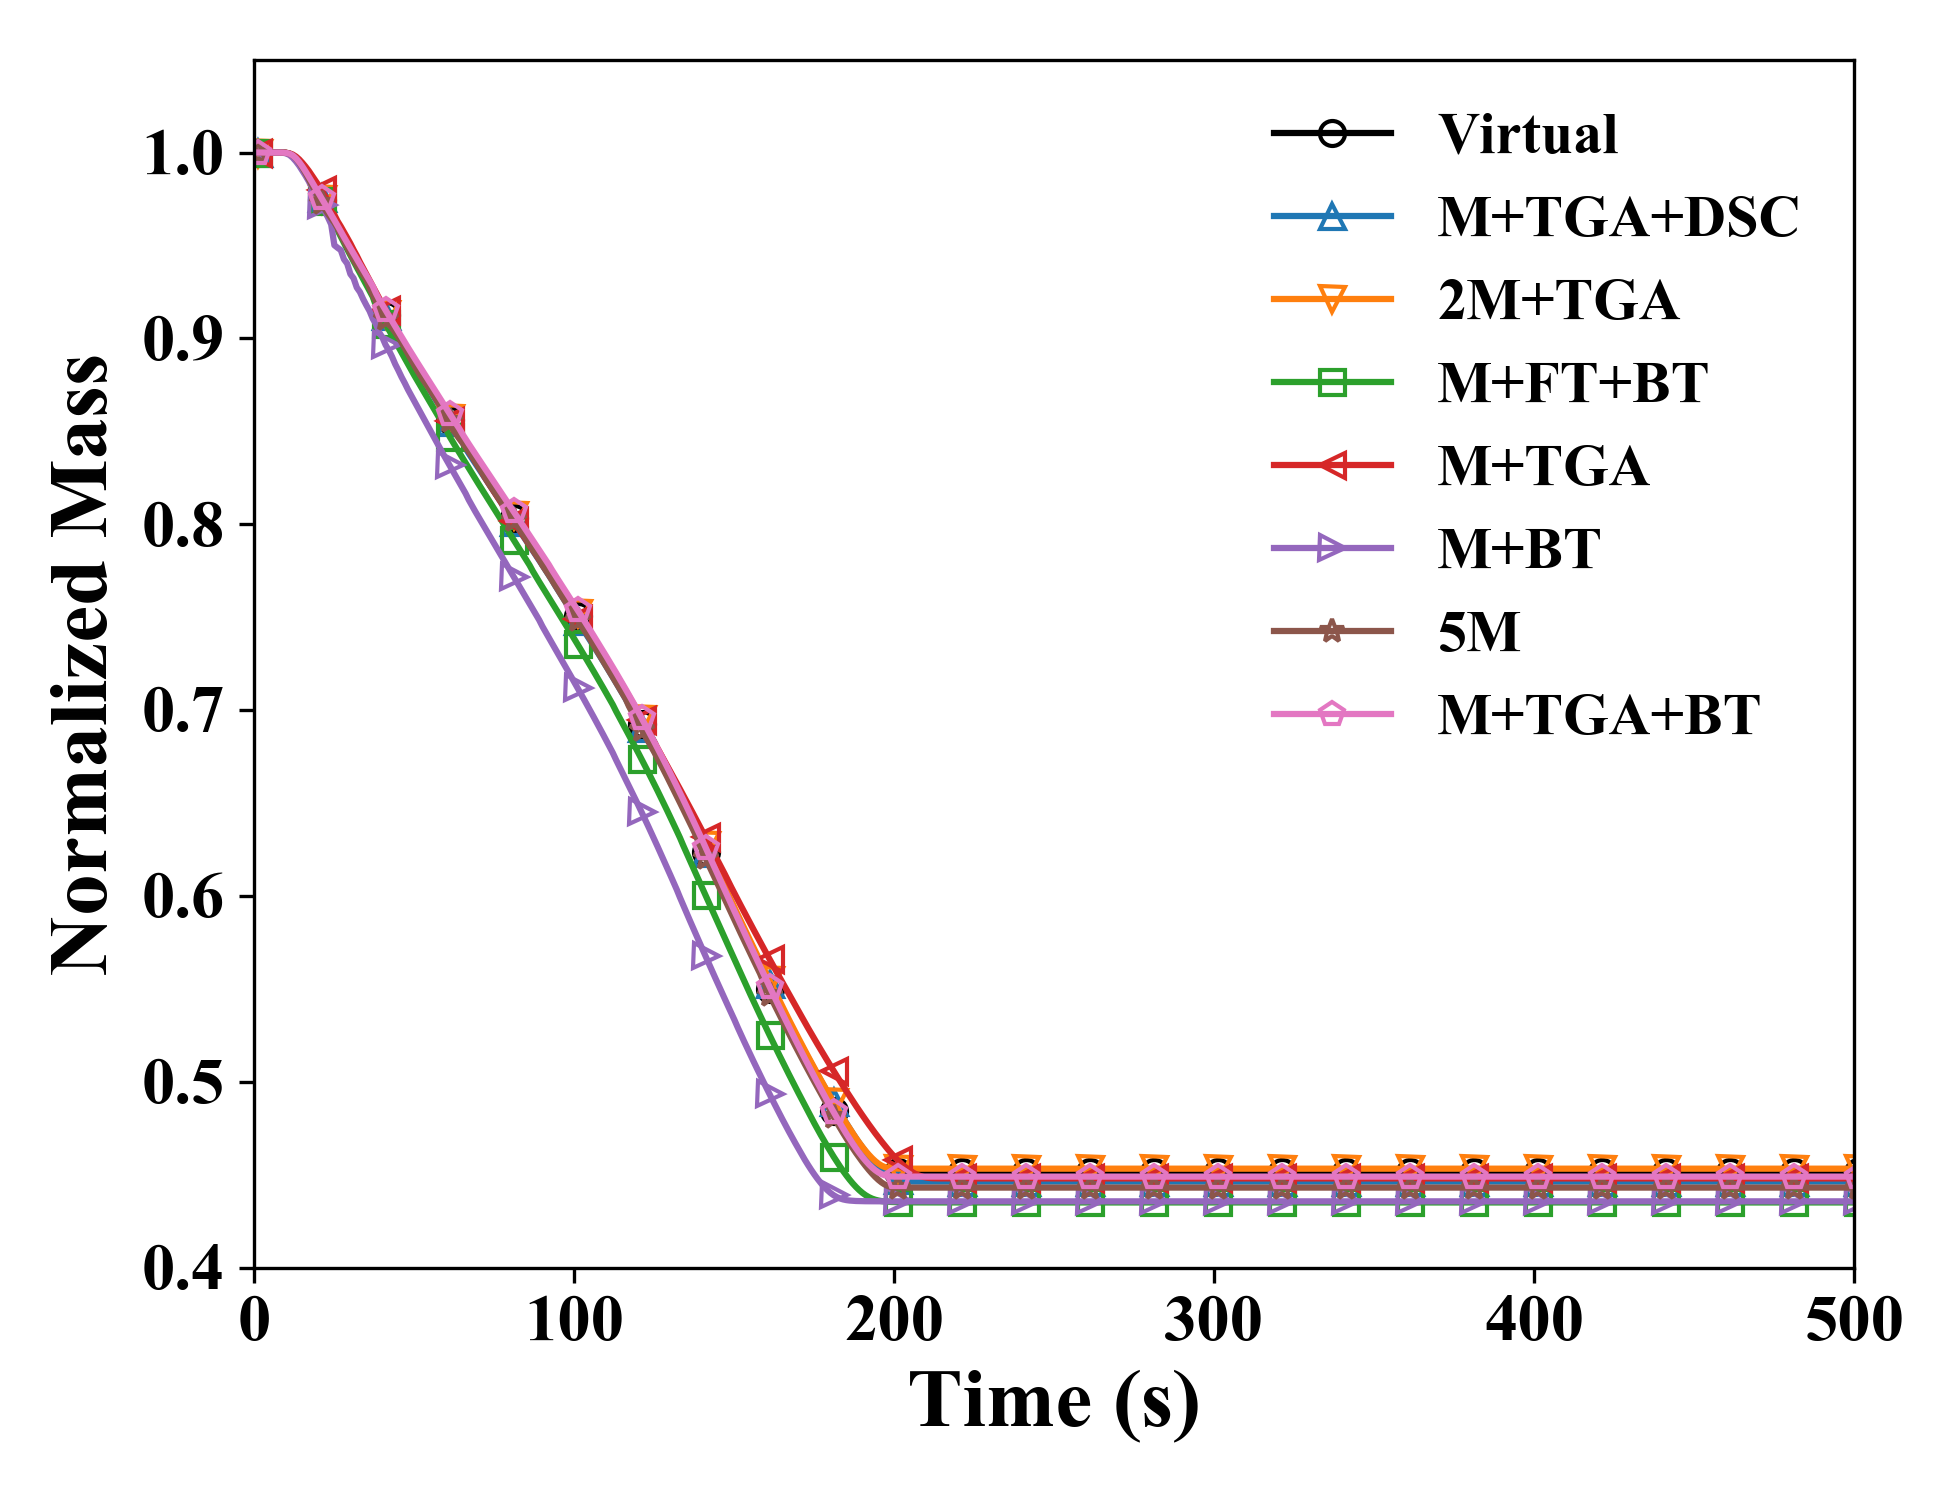 Normalized Mass
1.0
0.9
0.8
0.7
0.6
0.5
0.4
0
100
200
300
400
500
Time (s)
Virtual
M+TGA+DSC
2M+TGA
M+FT+BT
M+TGA
M+BT
5M
M+TGA+BT